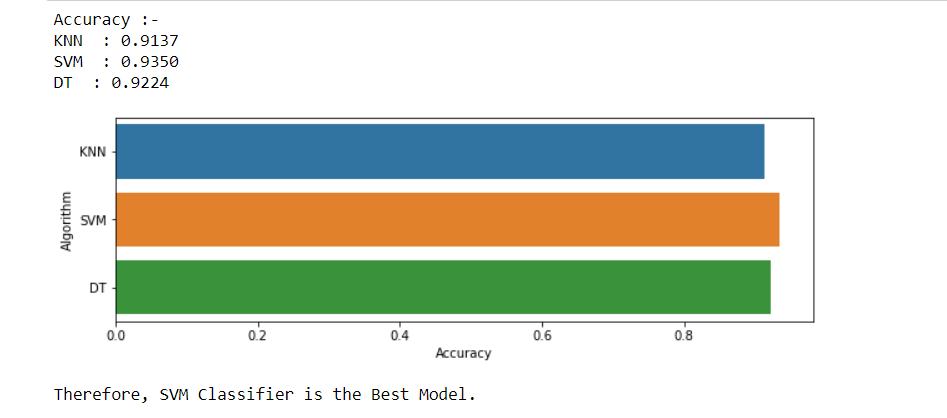 Accuracy :-
KNN  : 0.9137
SVM  : 0.9350
DT  : 0.9224
KNN
SVM
DT
Algorithm
0.0 0.2 0.4 0.6 0.8
Accuracy
Therefore, SVM Classifier is the Best Model.